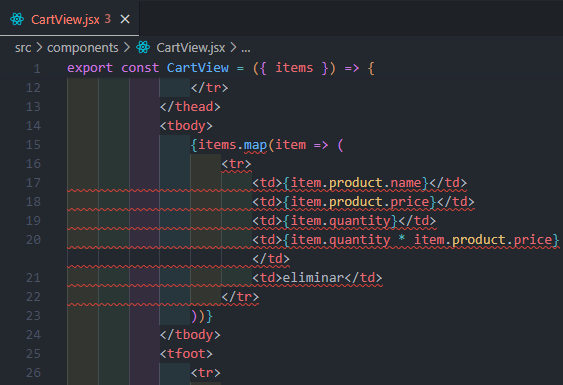 CartView.jsx 3 ×
src > components > CartView.jsx > ...
1 export const CartView = ({ items }) => {
12 </tr>
13 </thead>
14 <tbody>
15 {items.map(item => (
16 <tr>
17 <td>{item.product.name}</td>
18 <td>{item.product.price}</td>
19 <td>{item.quantity}</td>
20 <td>{item.quantity * item.product.price}
</td>
21 <td>eliminar</td>
22 </tr>
23 ))}
24 </tbody>
25 <tfoot>
26 <tr>